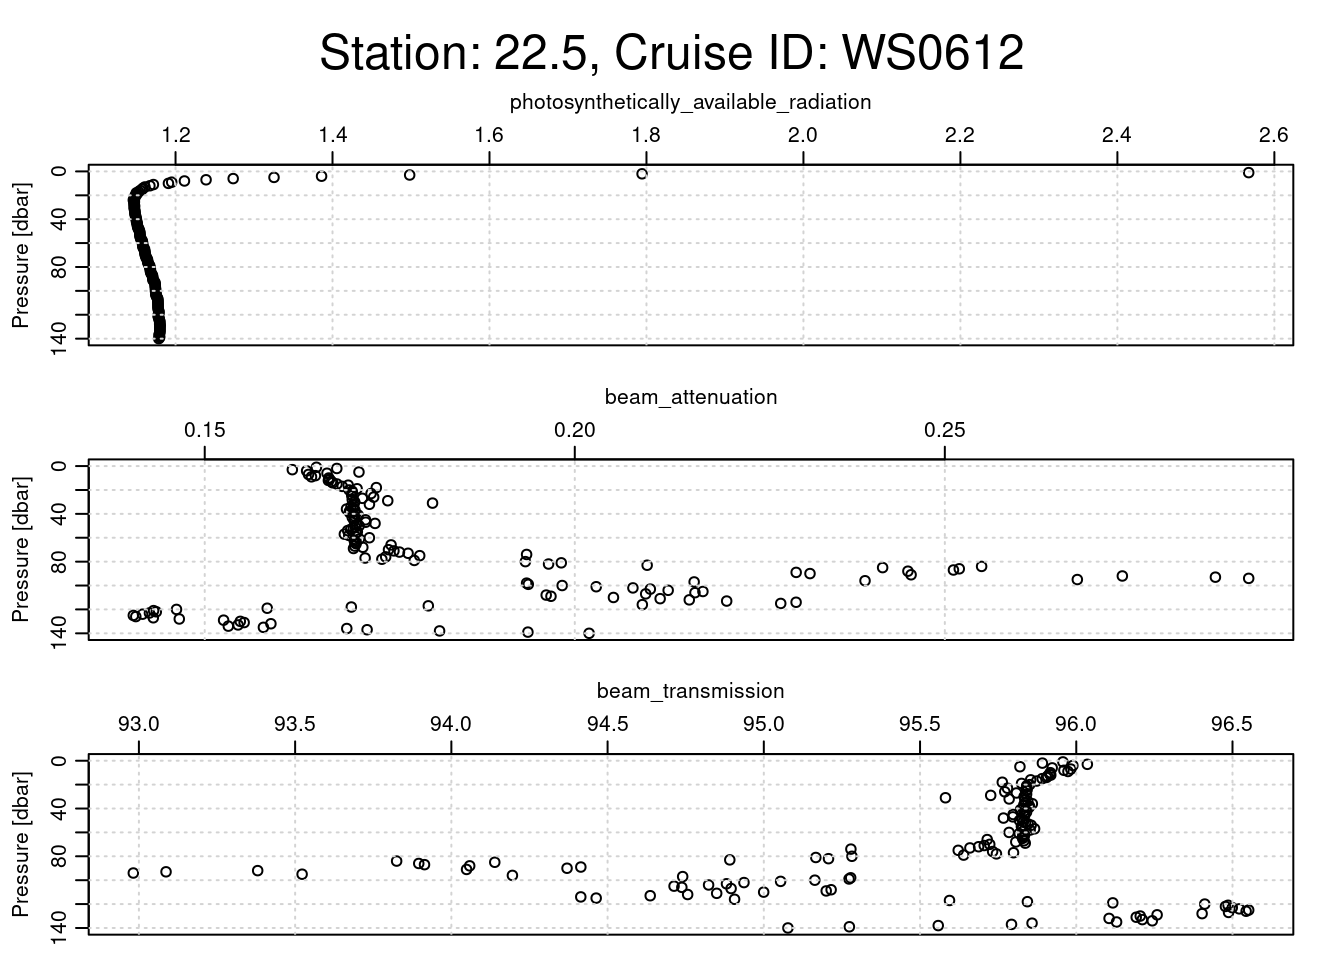 Station: 22.5, Cruise ID: WS0612
photosynthetically_available_radiation
1.2 1.4 1.6 1.8 2.0 2.2 2.4 2.6
Pressure [dbar]
0 40 80 140
beam_attenuation
0.15 0.20 0.25
Pressure [dbar]
0 40 80 140
beam_transmission
93.0 93.5 94.0 94.5 95.0 95.5 96.0 96.5
Pressure [dbar]
0 40 80 140